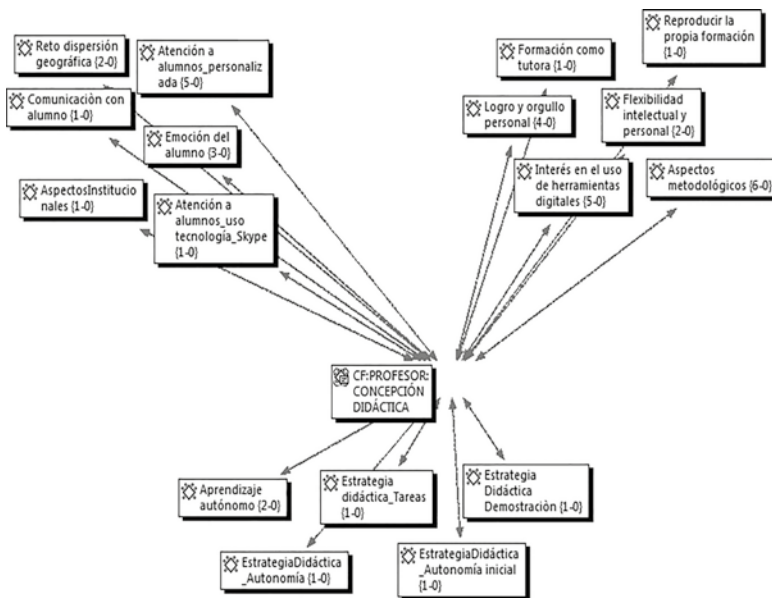 Reto dispersión
geográfica {2-0}
Atención a
alumnos_personaliz
ada {5-0}
Comunicaciòn con
alumno {1-0}
Emoción del
alumno {3-0}
AspectosInstitucio
nales {1-0}
Atención a
alumnos_uso
tecnología_Skype
{1-0}
Formación como
tutora {1-0}
Reproducir la
propia formación
{1-0}
Logro y orgullo
personal {4-0}
Flexibilidad
intelectual y
personal {2-0}
Interés en el uso
de herramientas
digitales {5-0}
Aspectos
metodológicos {6-0}
CF:PROFESOR:
CONCEPCIÓN
DIDÁCTICA
Aprendizaje
autónomo {2-0}
Estrategia
didáctica_Tareas
{1-0}
Estrategia
Didáctica
Demostraciòn {1-0}
EstrategiaDidáctica
_Autonomía {1-0}
EstrategiaDidáctica
_Autonomía inicial
{1-0}